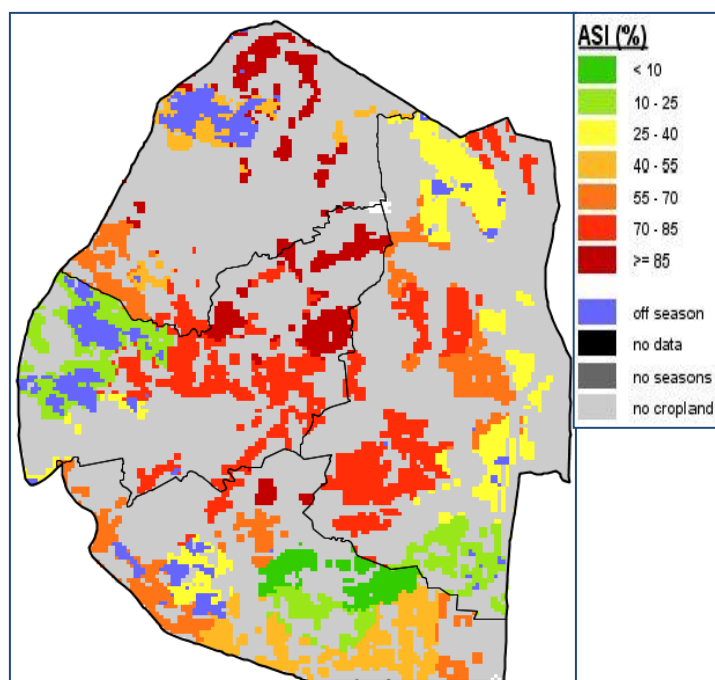 ASI (%)
< 10
10 - 25
25 - 40
40 - 55
55 - 70
70 - 85
>= 85
off season
no data
no seasons
no cropland